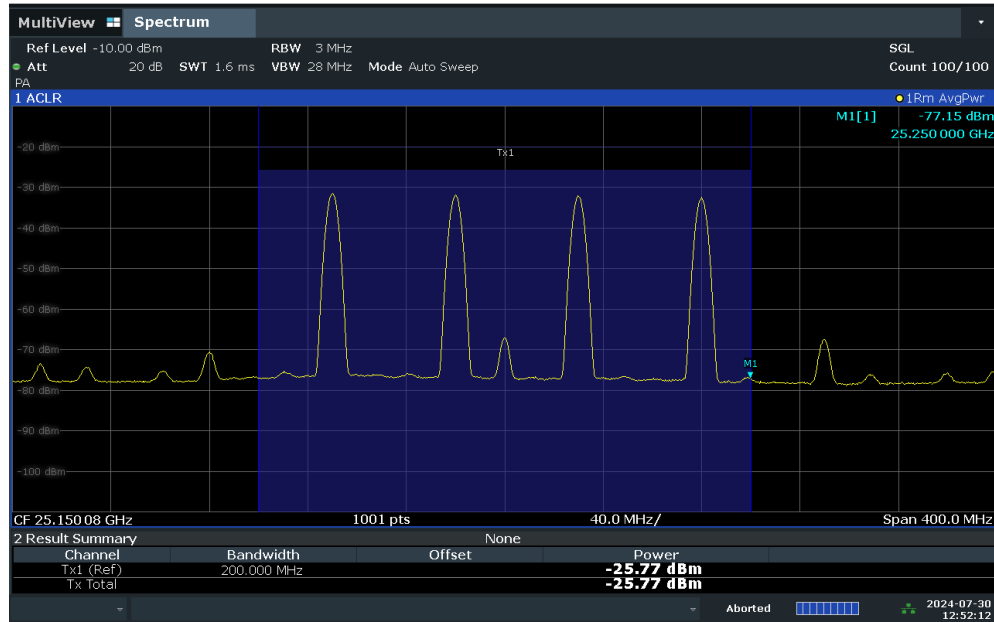 MultiView Spectrum
Ref Level -10.00 dBm RBW 3 MHz SGL
Att 20 dB SWT 1.6 ms VBW 28 MHz Mode Auto Sweep Count 100/100
PA
1 ACLR 1Rm AvgPwr
M1[1] -77.15 dBm
25.250 000 GHz
-20 dBm
Tx1
-30 dBm
-40 dBm
-50 dBm
-60 dBm
-70 dBm
M1
-80 dBm
-90 dBm
-100 dBm
CF 25.150 08 GHz 1001 pts 40.0 MHz/ Span 400.0 MHz
2 Result Summary None
Channel Bandwidth Offset Power
Tx1 (Ref) 200.000 MHz -25.77 dBm
Tx Total -25.77 dBm
Aborted 2024-07-30
12:52:12